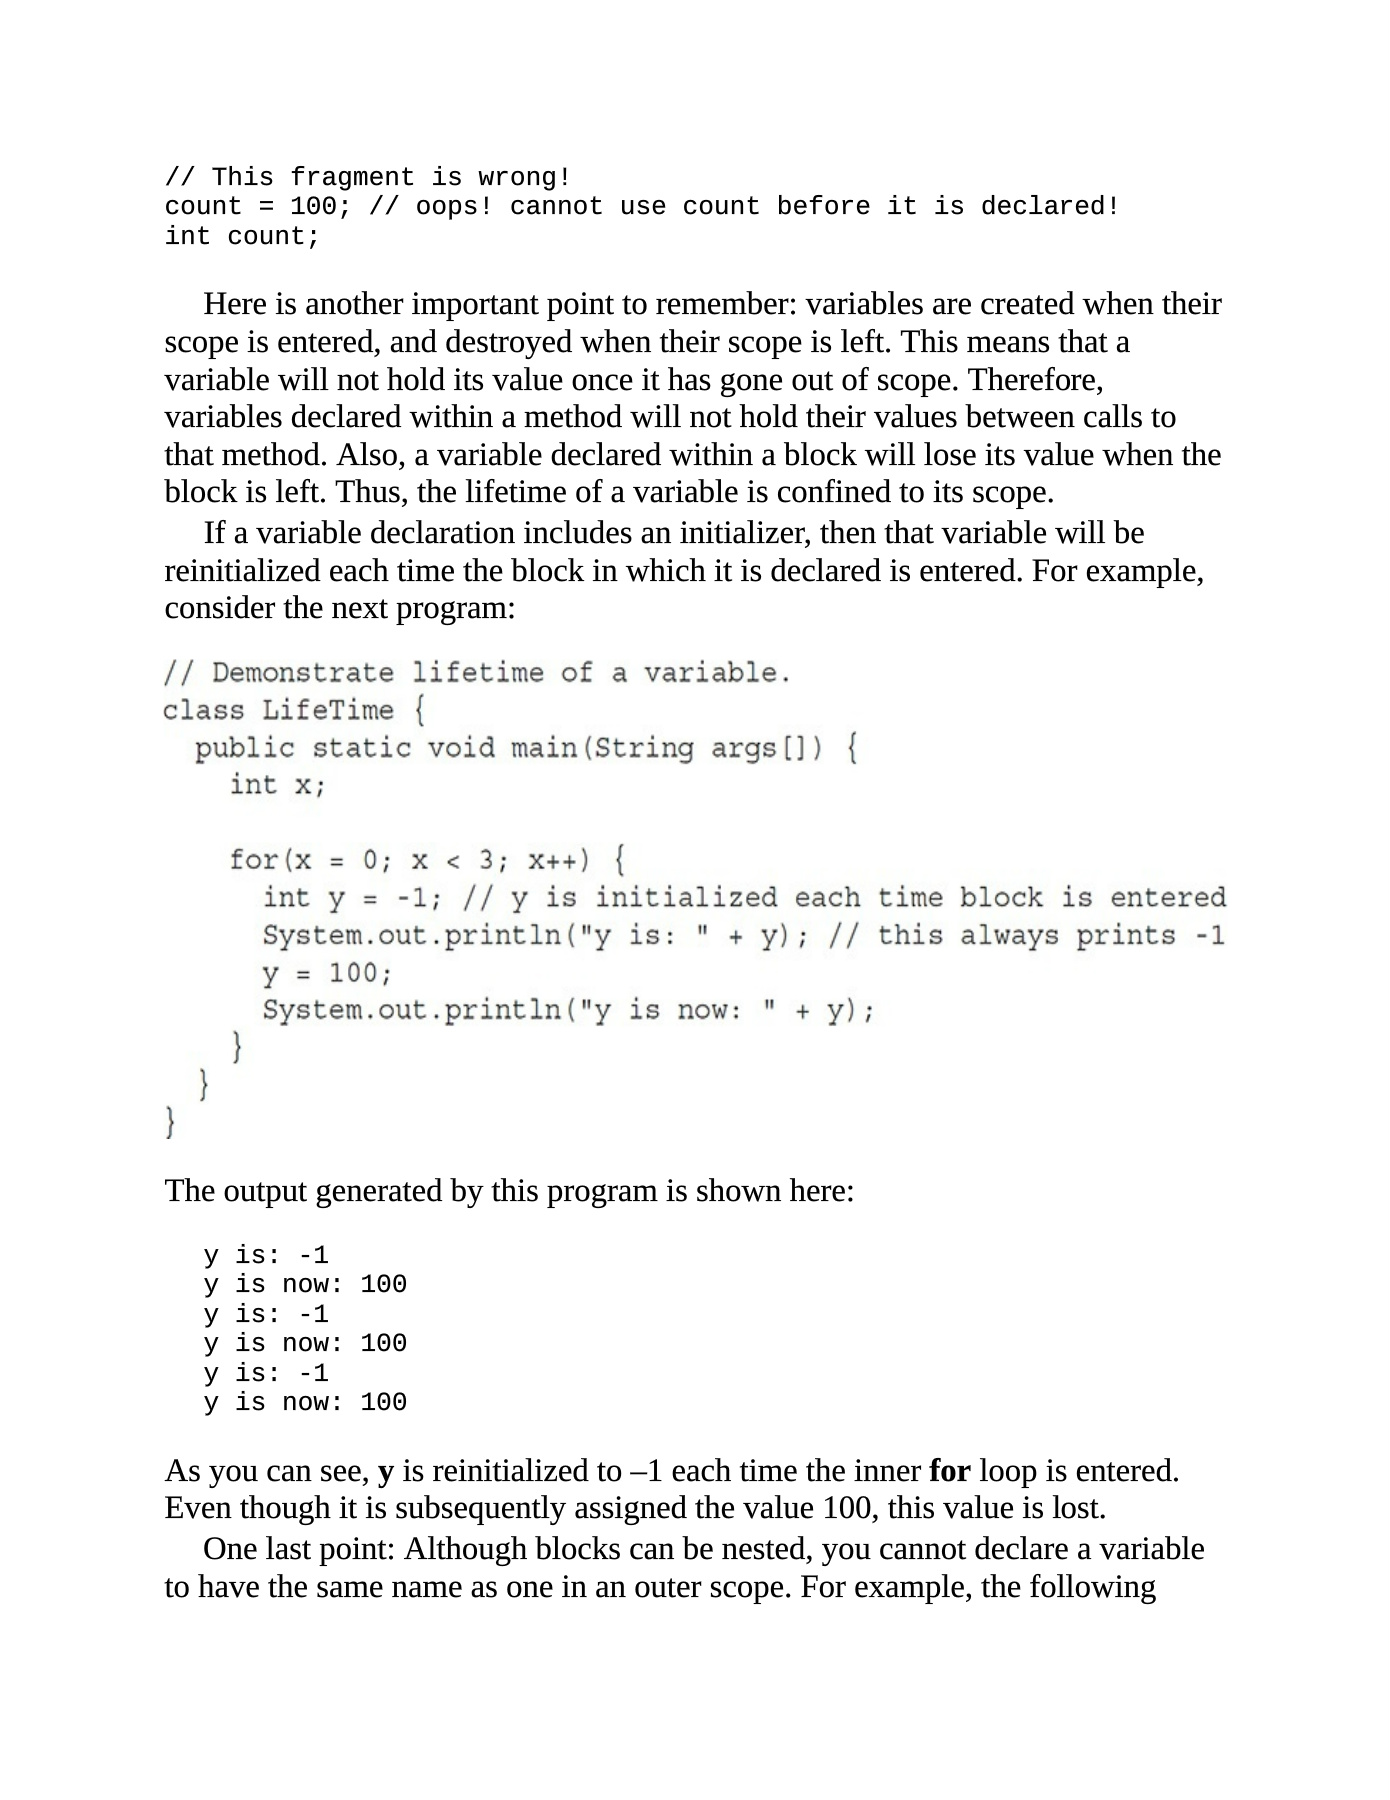 // This fragment is wrong!
count = 100; // oops! cannot use count before it is declared!
int count;
Here is another important point to remember: variables are created when their
scope is entered, and destroyed when their scope is left. This means that a
variable will not hold its value once it has gone out of scope. Therefore,
variables declared within a method will not hold their values between calls to
that method. Also, a variable declared within a block will lose its value when the
block is left. Thus, the lifetime of a variable is confined to its scope.
If a variable declaration includes an initializer, then that variable will be
reinitialized each time the block in which it is declared is entered. For example,
consider the next program:
// Demonstrate lifetime of a variable.
class LifeTime {
  public static void main(String args[]) {
    int x;
    for(x = 0; x < 3; x++) {
      int y = -1; // y is initialized each time block is entered
      System.out.println("y is: " + y); // this always prints -1
      y = 100;
      System.out.println("y is now: " + y);
    }
  }
}
The output generated by this program is shown here:
y is: -1
y is now: 100
y is: -1
y is now: 100
y is: -1
y is now: 100
As you can see, y is reinitialized to –1 each time the inner for loop is entered.
Even though it is subsequently assigned the value 100, this value is lost.
One last point: Although blocks can be nested, you cannot declare a variable
to have the same name as one in an outer scope. For example, the following